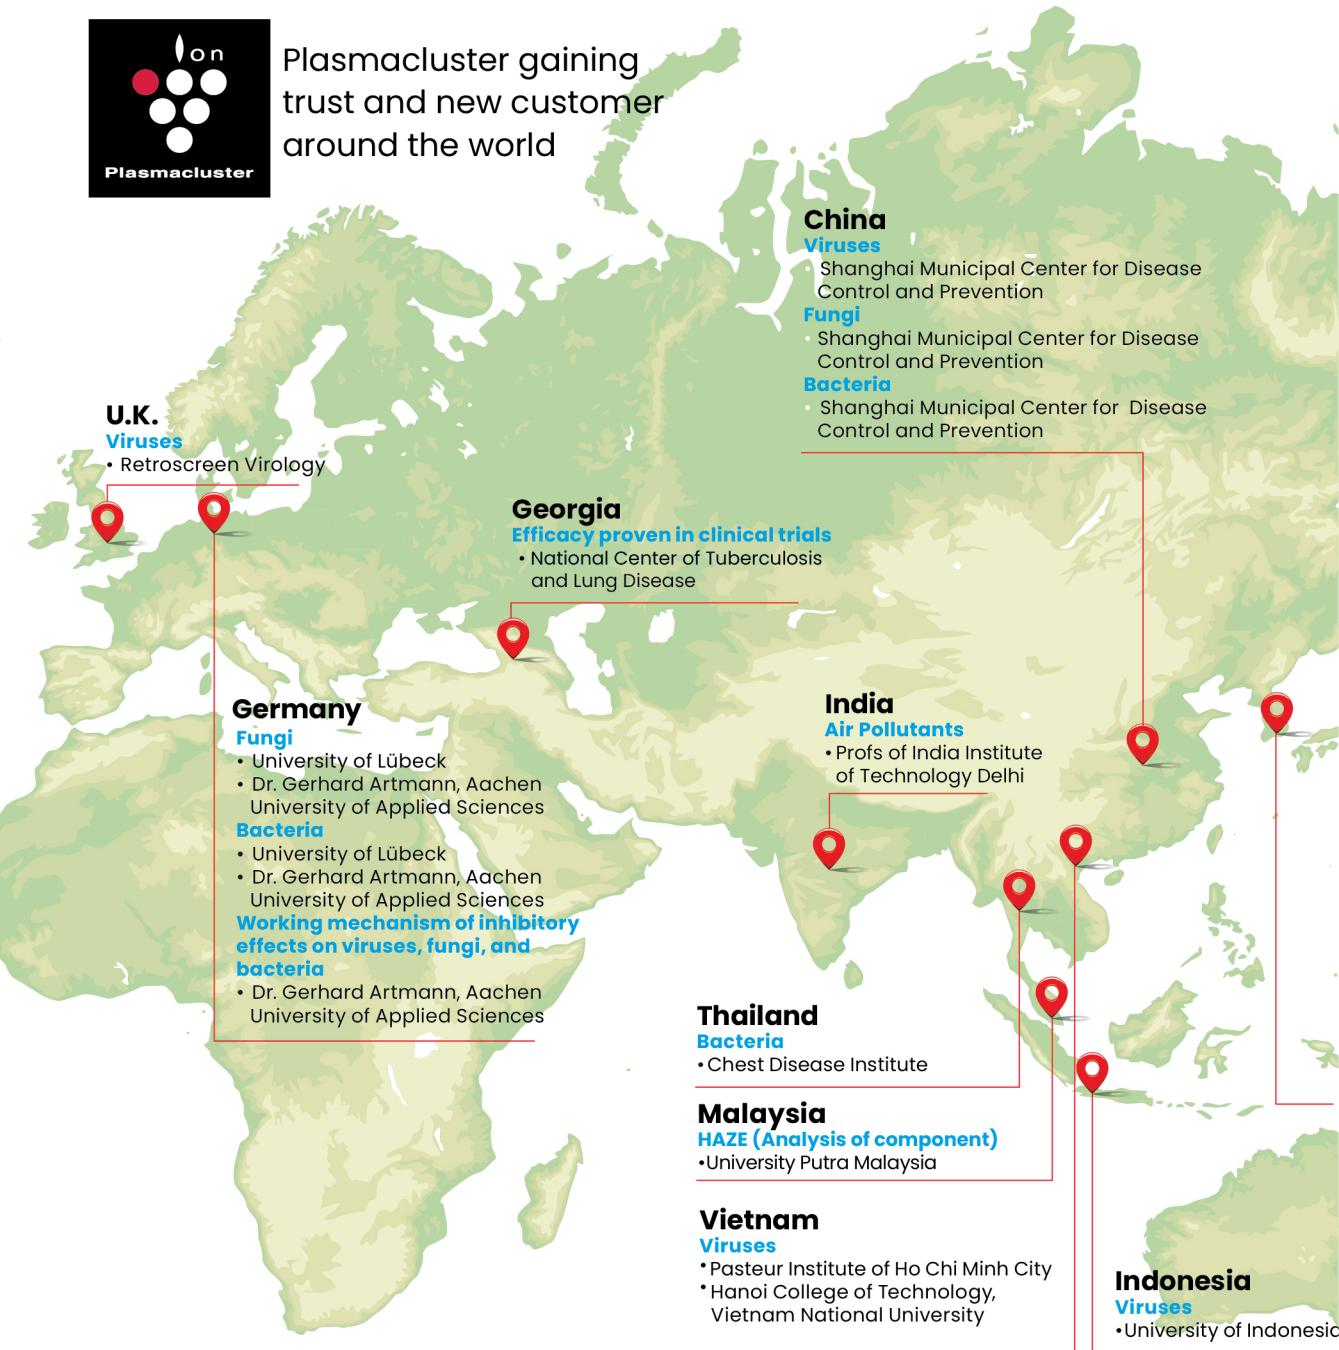 Ion
Plasmacluster
Plasmacluster gaining
trust and new customer
around the world
China
Viruses
• Shanghai Municipal Center for Disease
Control and Prevention
Fungi
• Shanghai Municipal Center for Disease
Control and Prevention
Bacteria
• Shanghai Municipal Center for Disease
Control and Prevention
U.K.
Viruses
• Retroscreen Virology
Georgia
Efficacy proven in clinical trials
• National Center of Tuberculosis
and Lung Disease
Germany
Fungi
• University of Lübeck
• Dr. Gerhard Artmann, Aachen
University of Applied Sciences
Bacteria
• University of Lübeck
• Dr. Gerhard Artmann, Aachen
University of Applied Sciences
Working mechanism of inhibitory
effects on viruses, fungi, and
bacteria
• Dr. Gerhard Artmann, Aachen
University of Applied Sciences
India
Air Pollutants
• Profs of India Institute
of Technology Delhi
Thailand
Bacteria
• Chest Disease Institute
Malaysia
HAZE (Analysis of component)
•University Putra Malaysia
Vietnam
Viruses
• Pasteur Institute of Ho Chi Minh City
• Hanoi College of Technology,
Vietnam National University
Indonesia
Viruses
•University of Indonesia